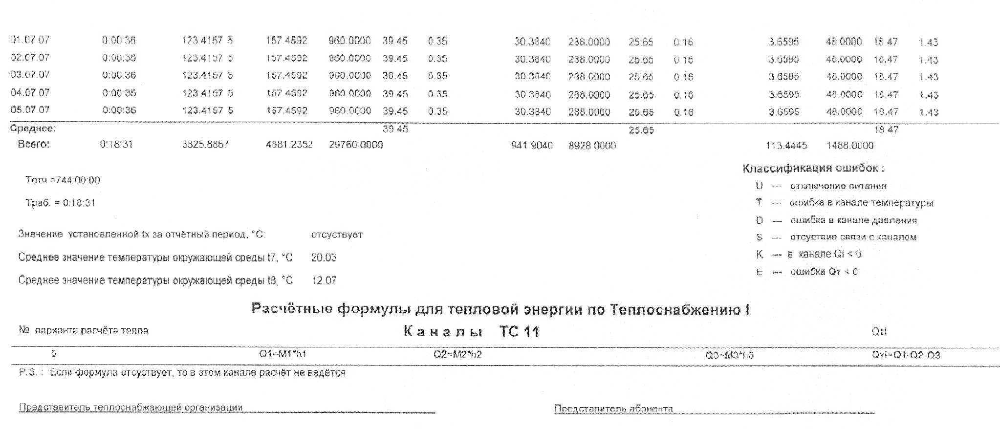 01.07 07 0:00:36 123.4157 5 157.4592 960.0000 39.45 0.35 30.3840 288.0000 25.65 0.16 3.6595 48.0000 18.47 1.43
02.07.07 0:00:36 123.4157 5 157.4592 960.0000 39.45 0.35 30.3840 288.0000 25.65 0.16 3.6595 48.0000 18.47 1.43
03.07.07 0:00:36 123.4157 5 157.4592 960.0000 39.45 0.35 30.3840 288.0000 25.65 0.16 3.6595 48.0000 18.47 1.43
04.07 07 0:00:35 123.4157 5 157.4592 960.0000 39.45 0.35 30.3840 288.0000 25.65 0.16 3.6595 48.0000 18.47 1.43
05.07 07 0:00:36 123.4157 5 157.4592 960.0000 39.45 0.35 30.3840 288.0000 25.65 0.16 3.6595 48.0000 18.47 1.43
Среднее: 39.45 25.65 18.47
Всего: 0:18:31 3825.8867 4881.2352 29760.0000 941.9040 8928.0000 113.4445 1488.0000
Классификация ошибок :
Тотч =744:00:00
U — отключение питания
Траб. = 0:18:31
T — ошибка в канале температуры
D — ошибка в канале давления
Значение установленной tx за отчётный период, °C: отсуствует
S — отсуствие связи с каналом
Среднее значение температуры окружающей среды t7, °C 20.03
K — в канале Qi < 0
E — ошибка Qт < 0
Среднее значение температуры окружающей среды t8, °C 12.07
Расчётные формулы для тепловой энергии по Теплоснабжению I
№ варианта расчёта тепла Каналы ТС 11 QтI
5 Q1=M1*h1 Q2=M2*h2 Q3=M3*h3 QтI=Q1-Q2-Q3
P.S. : Если формула отсуствует, то в этом канале расчёт не ведётся
Представитель теплоснабжающей организации Представитель абонента